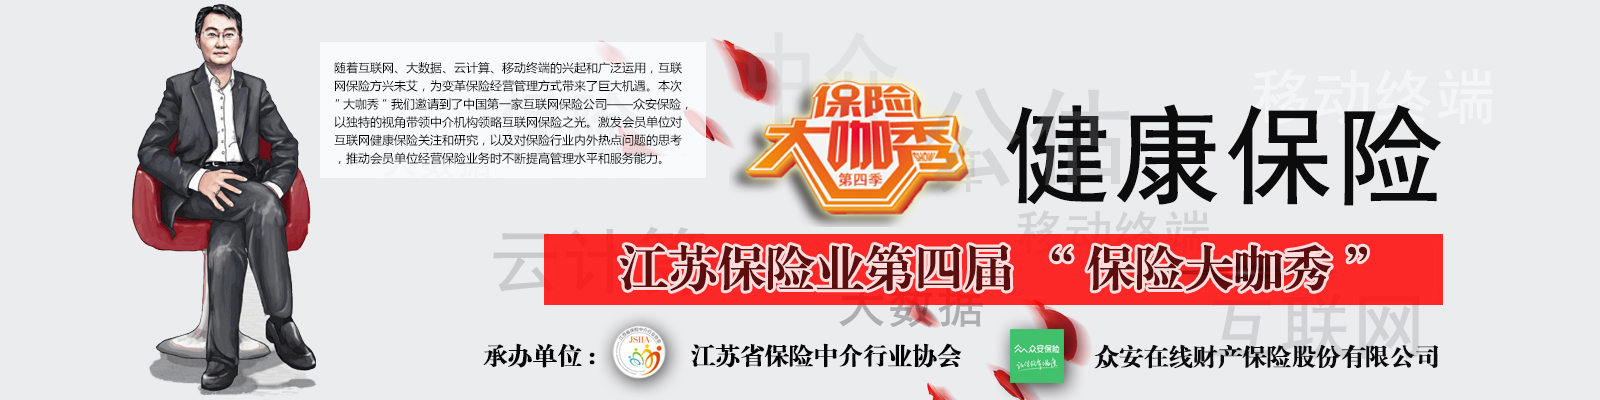 随着互联网、大数据、云计算、移动终端的兴起和广泛运用，互联
网保险方兴未艾，为变革保险经营管理方式带来了巨大机遇。本次
“大咖秀”我们邀请到了中国第一家互联网保险公司——众安保险，
以独特的视角带领中介机构领略互联网保险之光。激发会员单位对
互联网健康保险关注和研究，以及对保险行业内外热点问题的思考
，推动会员单位经营保险业务时不断提高管理水平和服务能力。
大数据
中介
公估
移动终端
保险
大咖秀
SHOW
第四季
健康保险
移动终端
云计算
江苏保险业第四届 “保险大咖秀”
大数据
互联网
承办单位：
JSIIA
江苏省保险中介行业协会
众安保险
众安在线财产保险股份有限公司